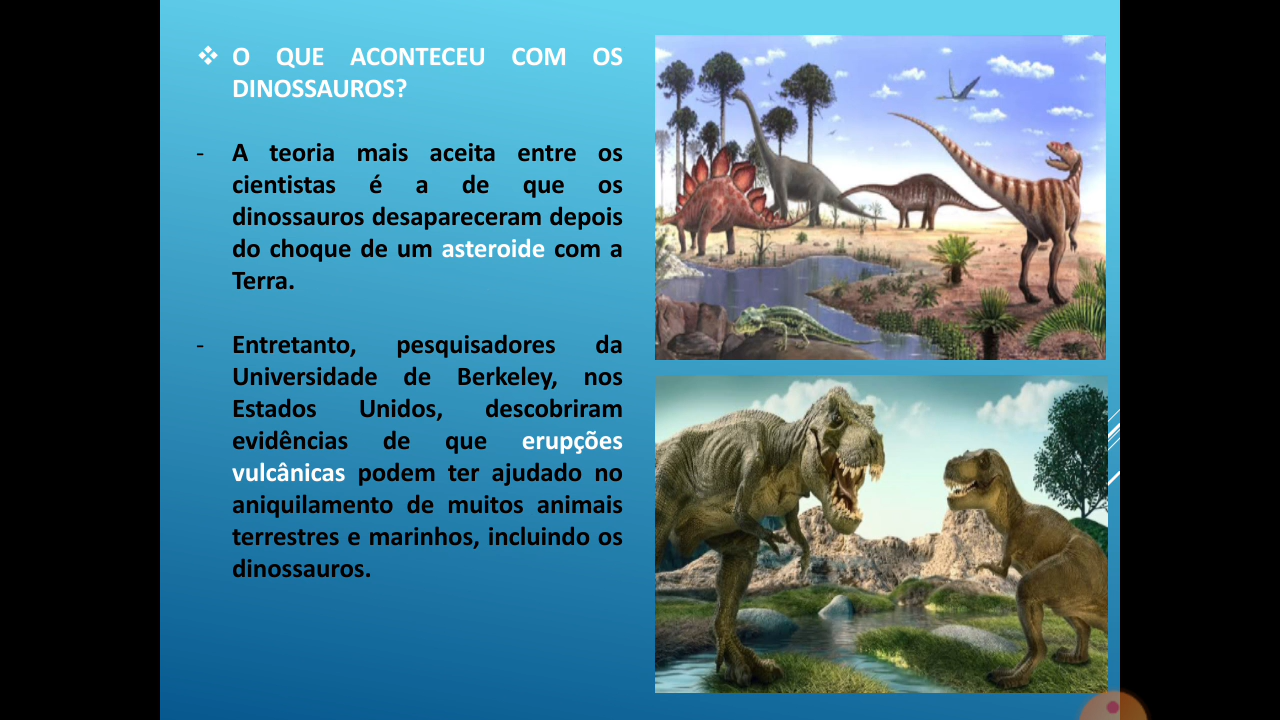 ❖ O QUE ACONTECEU COM OS
DINOSSAUROS?
- A teoria mais aceita entre os
cientistas é a de que os
dinossauros desapareceram depois
do choque de um asteroide com a
Terra.
- Entretanto, pesquisadores da
Universidade de Berkeley, nos
Estados Unidos, descobriram
evidências de que erupções
vulcânicas podem ter ajudado no
aniquilamento de muitos animais
terrestres e marinhos, incluindo os
dinossauros.